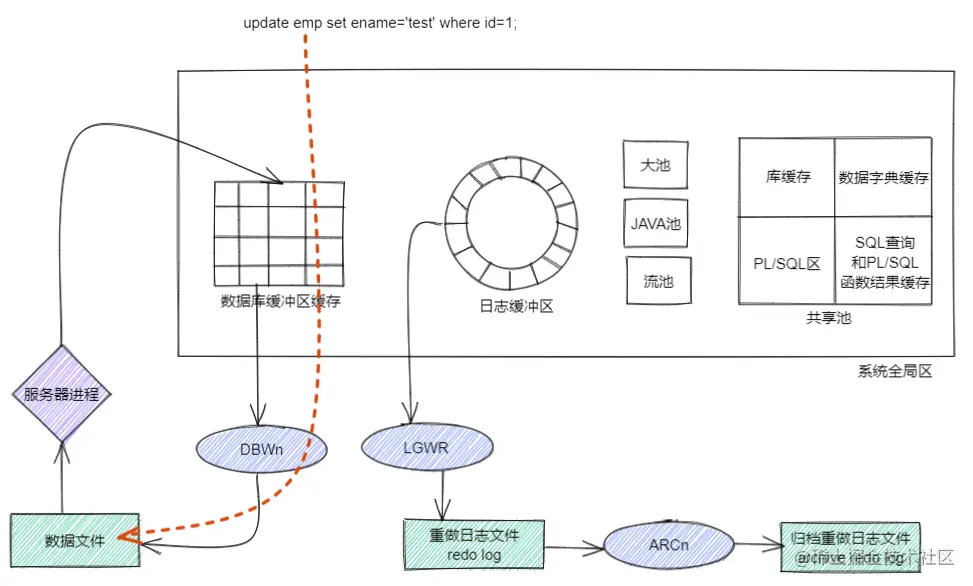 update emp set ename='test' where id=1;
大池
JAVA池
流池
库缓存
数据字典缓存
PL/SQL区
SQL查询
和PL/SQL
函数结果缓存
数据库缓冲区缓存
日志缓冲区
共享池
系统全局区
服务器进程
DBWn
LGWR
数据文件
重做日志文件
redo log
ARCn
归档重做日志文件
archive redo log
@稀土掘金技术社区